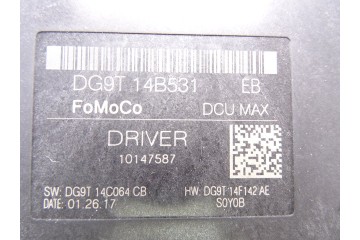 DG9T 14B531 EB
FoMoCo DCU MAX
DRIVER
10147587
SW: DG9T 14C064 CB HW: DG9T 14F142 AE
DATE: 01.26.17 S0Y0B